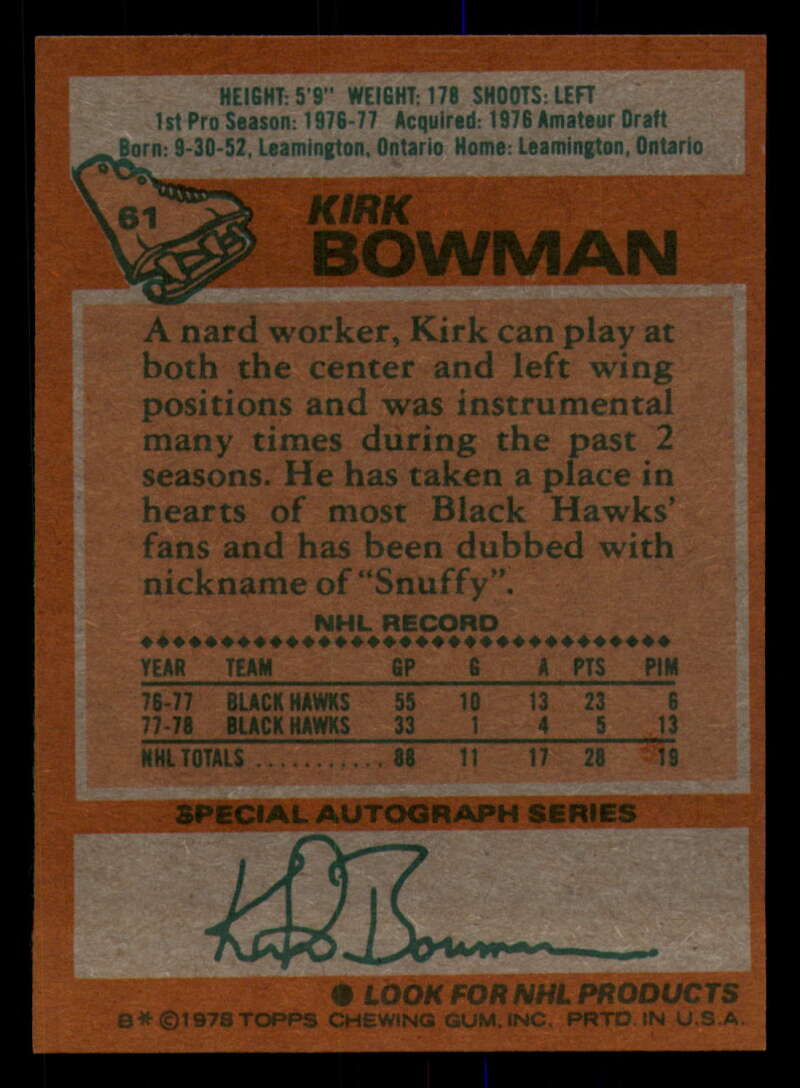 HEIGHT: 5'9" WEIGHT: 178 SHOOTS: LEFT
1st Pro Season: 1976-77 Acquired: 1976 Amateur Draft
Born: 9-30-52, Leamington, Ontario Home: Leamington, Ontario
61
KIRK
BOWMAN
A nard worker, Kirk can play at
both the center and left wing
positions and was instrumental
many times during the past 2
seasons. He has taken a place in
hearts of most Black Hawks'
fans and has been dubbed with
nickname of "Snuffy".
NHL RECORD
YEAR TEAM GP G A PTS PIM
76-77 BLACK HAWKS 55 10 13 23 6
77-78 BLACK HAWKS 33 1 4 5 13
NHL TOTALS ........... 88 11 17 28 19
SPECIAL AUTOGRAPH SERIES
Kirk Bowman
LOOK FOR NHL PRODUCTS
B* ©1978 TOPPS CHEWING GUM, INC. PRTD. IN U.S.A.